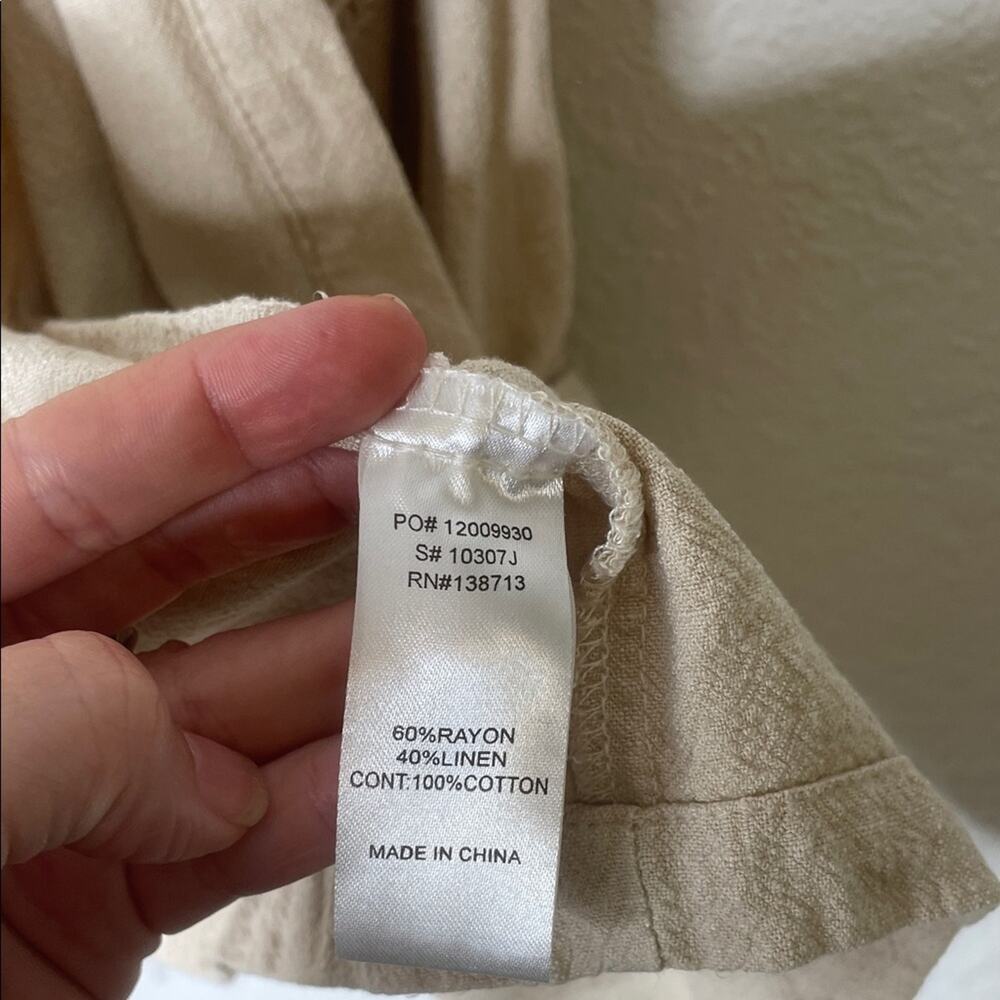 PO# 12009930
S# 10307J
RN#138713
60%RAYON
40%LINEN
CONT:100%COTTON
MADE IN CHINA